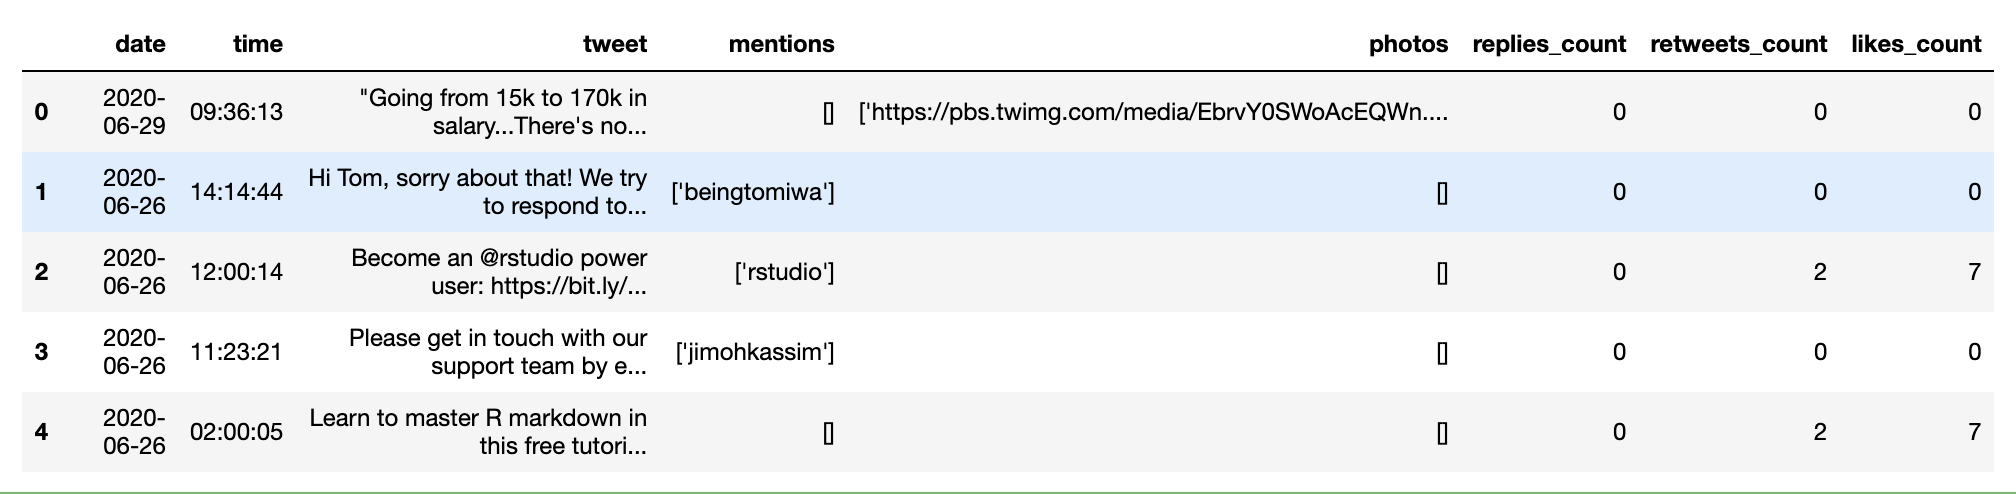 date time tweet mentions photos replies_count retweets_count likes_count
0 2020-06-29 09:36:13 "Going from 15k to 170k in salary...There's no... [] ['https://pbs.twimg.com/media/EbrvY0SWoAcEQWn.... 0 0 0
1 2020-06-26 14:14:44 Hi Tom, sorry about that! We try to respond to... ['beingtomiwa'] [] 0 0 0
2 2020-06-26 12:00:14 Become an @rstudio power user: https://bit.ly/... ['rstudio'] [] 0 2 7
3 2020-06-26 11:23:21 Please get in touch with our support team by e... ['jimohkassim'] [] 0 0 0
4 2020-06-26 02:00:05 Learn to master R markdown in this free tutori... [] [] 0 2 7